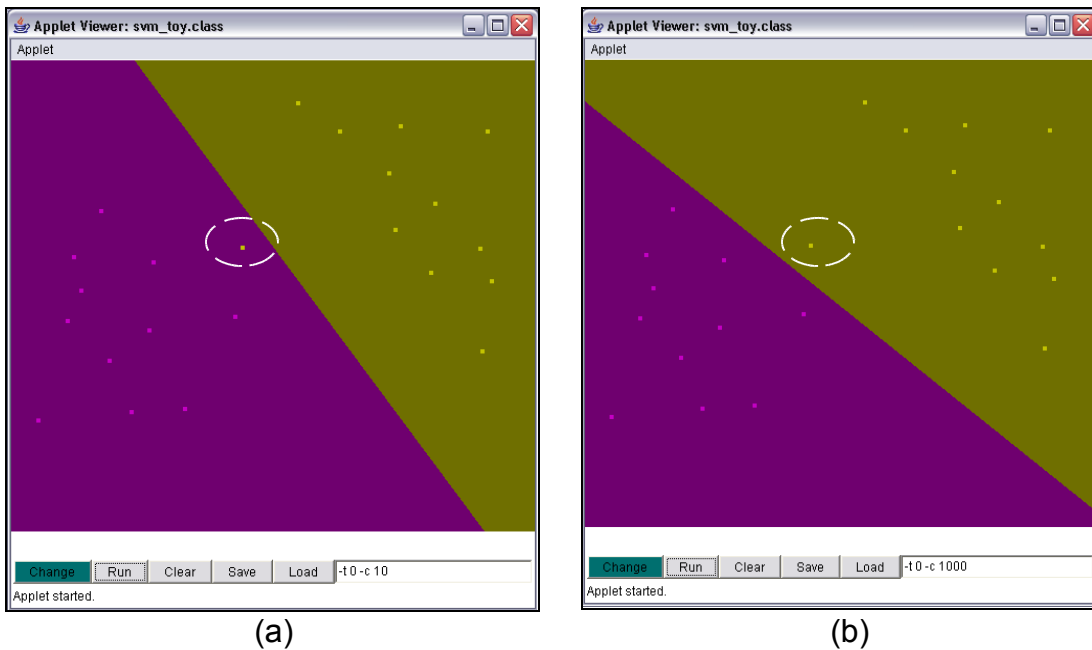 Applet Viewer: svm_toy.class
Applet
Change Run Clear Save Load -t 0 -c 10
Applet started.
(a)
Applet Viewer: svm_toy.class
Applet
Change Run Clear Save Load -t 0 -c 1000
Applet started.
(b)